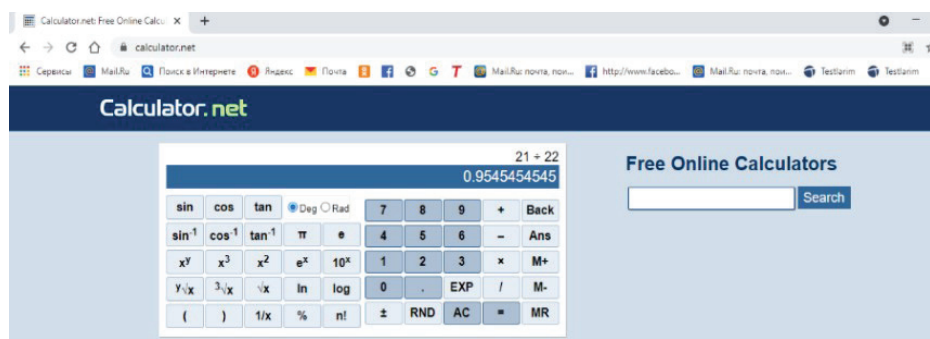 Calculator.net: Free Online Calcu
calculator.net
Сервисы Mail.Ru Поиск в Интернете Яндекс Почта Mail.Ru: почта, пои... http://www.facebo... Mail.Ru: почта, пои... Testlarim Testlarim
Calculator.net
21 ÷ 22
0.9545454545
Free Online Calculators
Search
sin cos tan Deg Rad 7 8 9 + Back
sin⁻¹ cos⁻¹ tan⁻¹ π e 4 5 6 – Ans
xʸ x³ x² eˣ 10ˣ 1 2 3 × M+
ʸ√x ³√x √x ln log 0 . EXP / M-
( ) 1/x % n! ± RND AC = MR